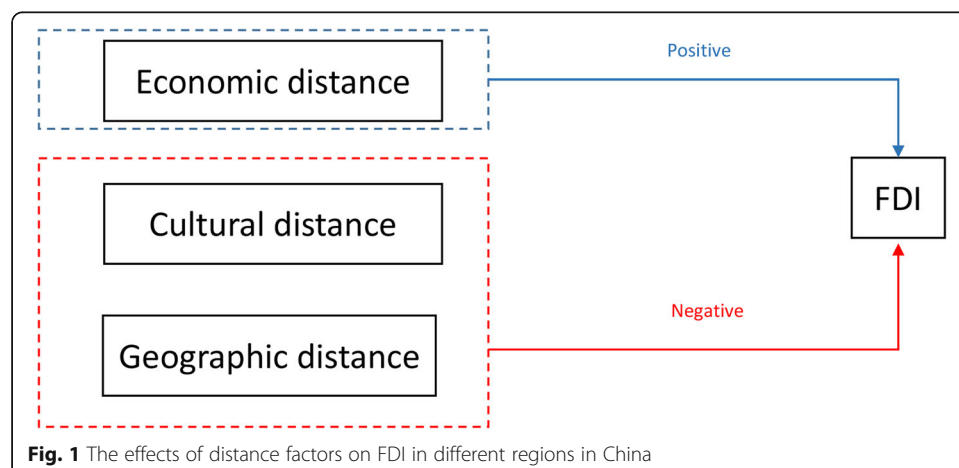 Economic distance
Positive
Cultural distance
FDI
Geographic distance
Negative
Fig. 1 The effects of distance factors on FDI in different regions in China